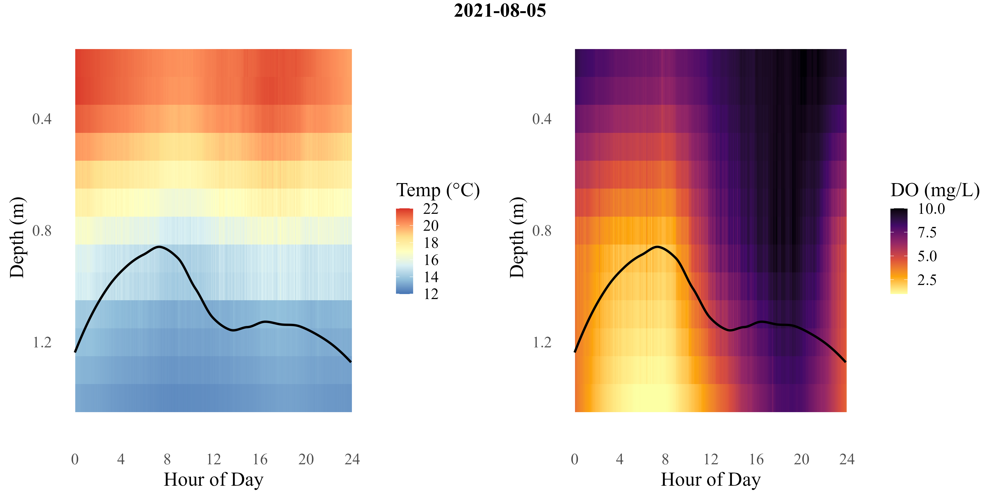 2021-08-05
Depth (m)
0.4
0.8
1.2
0 4 8 12 16 20 24
Hour of Day
Temp (°C)
22
20
18
16
14
12
Depth (m)
0.4
0.8
1.2
0 4 8 12 16 20 24
Hour of Day
DO (mg/L)
10.0
7.5
5.0
2.5